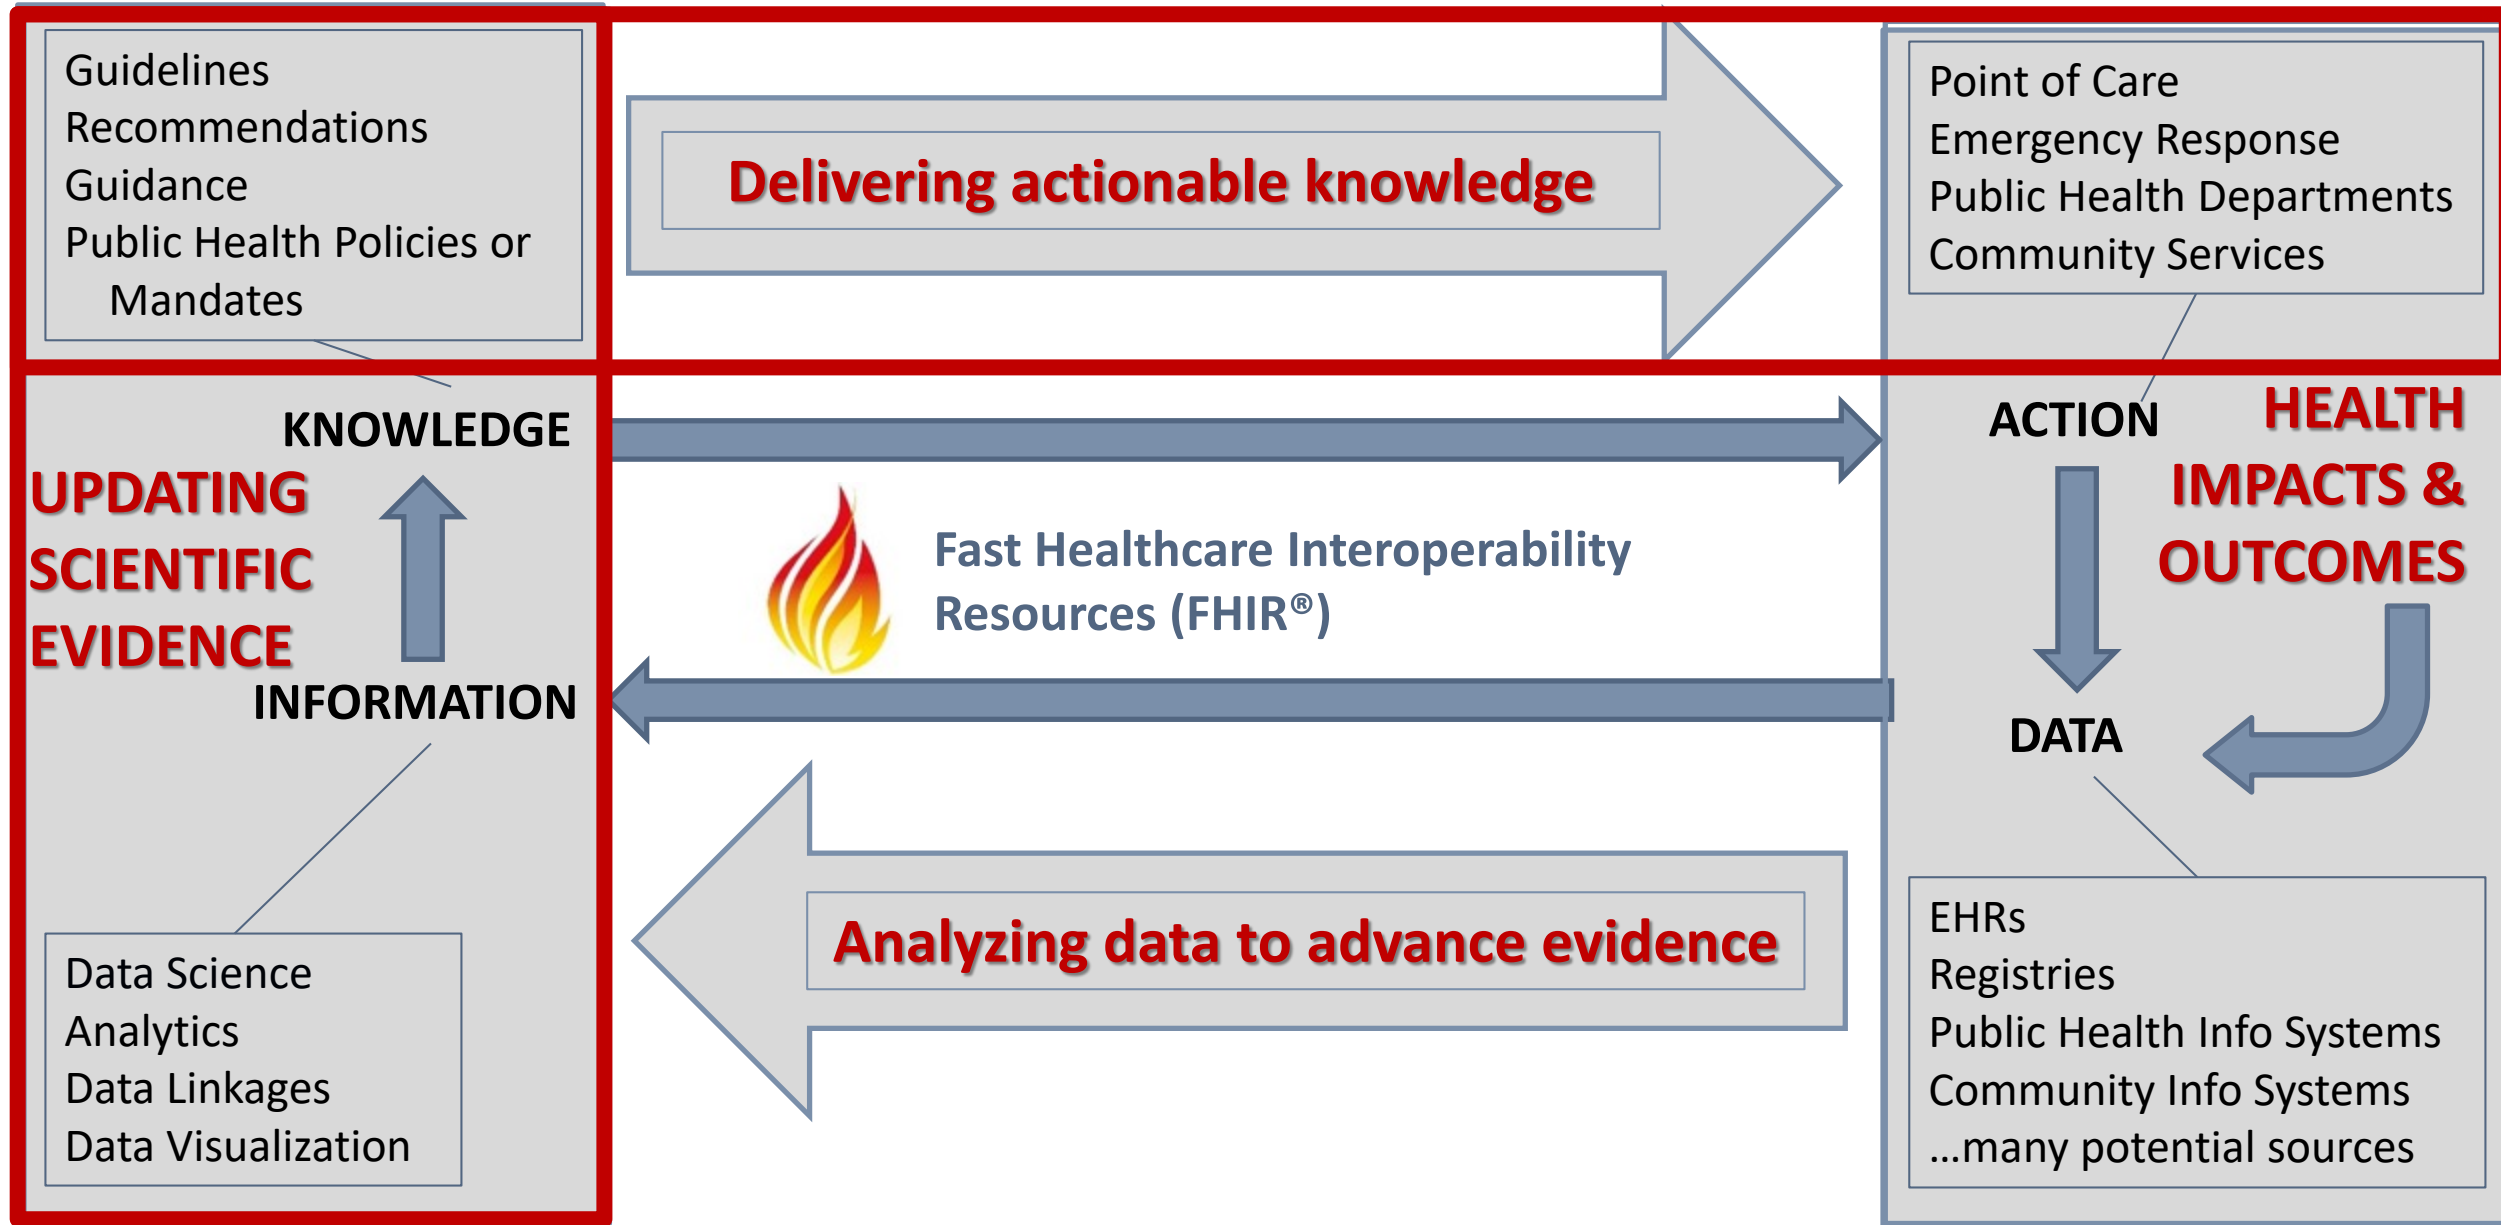 Guidelines
Recommendations
Guidance
Public Health Policies or
Mandates
Delivering actionable knowledge
Point of Care
Emergency Response
Public Health Departments
Community Services
KNOWLEDGE
UPDATING
SCIENTIFIC
EVIDENCE
INFORMATION
Fast Healthcare Interoperability
Resources (FHIR®)
ACTION
HEALTH
IMPACTS &
OUTCOMES
DATA
Analyzing data to advance evidence
Data Science
Analytics
Data Linkages
Data Visualization
EHRs
Registries
Public Health Info Systems
Community Info Systems
...many potential sources